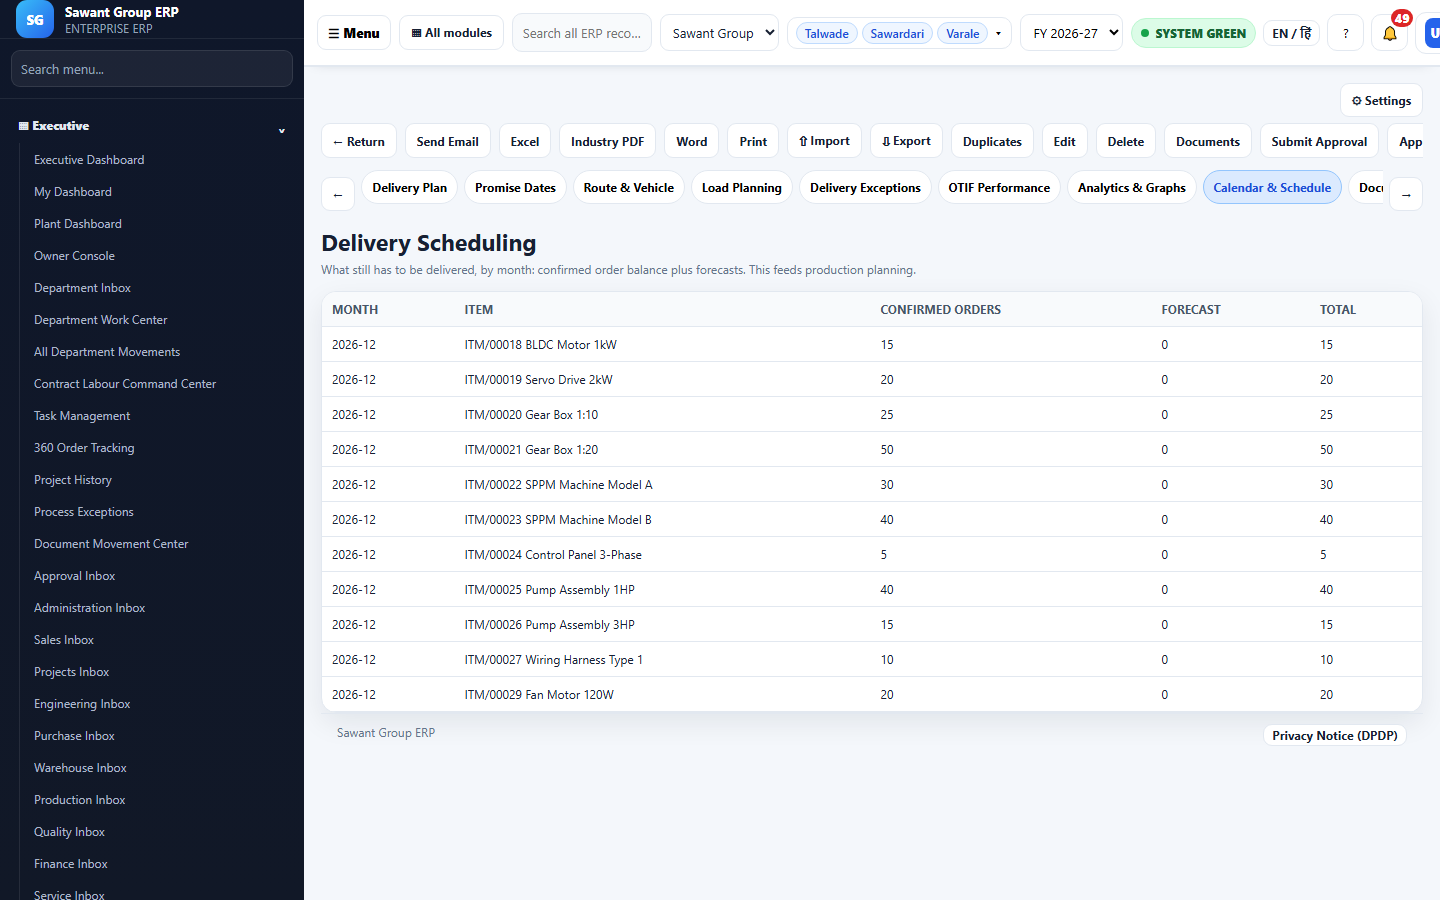 SG
Sawant Group ERP
ENTERPRISE ERP
Search menu...
Executive
Executive Dashboard
My Dashboard
Plant Dashboard
Owner Console
Department Inbox
Department Work Center
All Department Movements
Contract Labour Command Center
Task Management
360 Order Tracking
Project History
Process Exceptions
Document Movement Center
Approval Inbox
Administration Inbox
Sales Inbox
Projects Inbox
Engineering Inbox
Purchase Inbox
Warehouse Inbox
Production Inbox
Quality Inbox
Finance Inbox
Service Inbox
☰ Menu
All modules
Search all ERP reco...
Sawant Group
Talwade Sawardari Varale
FY 2026-27
SYSTEM GREEN
EN / हिं
?
49
U
⚙ Settings
← Return Send Email Excel Industry PDF Word Print ⇧ Import ⇩ Export Duplicates Edit Delete Documents Submit Approval App
← Delivery Plan Promise Dates Route & Vehicle Load Planning Delivery Exceptions OTIF Performance Analytics & Graphs Calendar & Schedule Docu →
Delivery Scheduling
What still has to be delivered, by month: confirmed order balance plus forecasts. This feeds production planning.
MONTH ITEM CONFIRMED ORDERS FORECAST TOTAL
2026-12 ITM/00018 BLDC Motor 1kW 15 0 15
2026-12 ITM/00019 Servo Drive 2kW 20 0 20
2026-12 ITM/00020 Gear Box 1:10 25 0 25
2026-12 ITM/00021 Gear Box 1:20 50 0 50
2026-12 ITM/00022 SPPM Machine Model A 30 0 30
2026-12 ITM/00023 SPPM Machine Model B 40 0 40
2026-12 ITM/00024 Control Panel 3-Phase 5 0 5
2026-12 ITM/00025 Pump Assembly 1HP 40 0 40
2026-12 ITM/00026 Pump Assembly 3HP 15 0 15
2026-12 ITM/00027 Wiring Harness Type 1 10 0 10
2026-12 ITM/00029 Fan Motor 120W 20 0 20
Sawant Group ERP
Privacy Notice (DPDP)